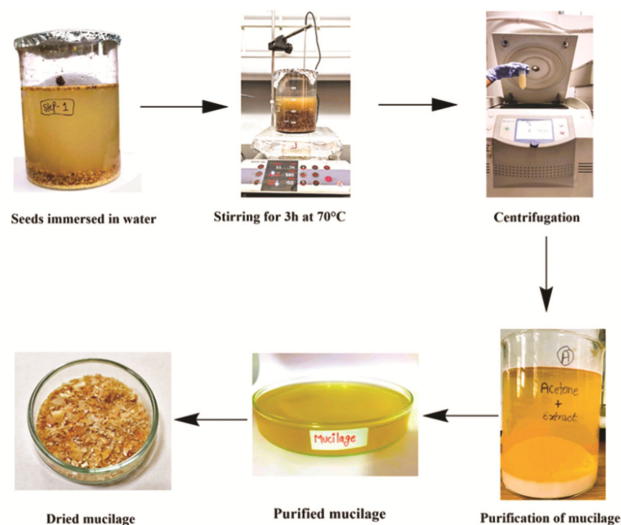 STEP-1
Seeds immersed in water
Stirring for 3h at 70°C
Centrifugation
A
Acetone
+
extract
Purification of mucilage
Mucilage
Purified mucilage
Dried mucilage